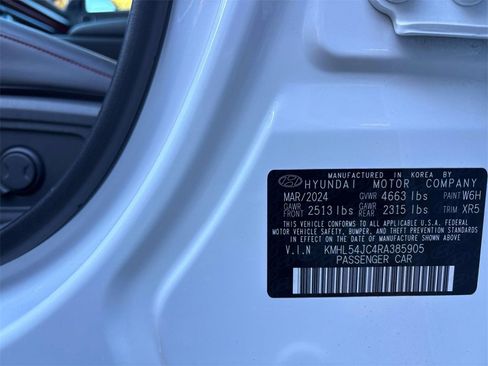 MANUFACTURED IN KOREA BY
HYUNDAI MOTOR COMPANY
MAR/2024 GVWR 4663 lbs PAINT W6H
GAWR FRONT 2513 lbs GAWR REAR 2315 lbs TRIM XR5
THIS VEHICLE CONFORMS TO ALL APPLICABLE U.S.A. FEDERAL
MOTOR VEHICLE SAFETY, BUMPER, AND THEFT PREVENTION
STANDARDS IN EFFECT ON THE DATE OF MANUFACTURE SHOWN ABOVE.
V.I.N KMHL54JC4RA385905
PASSENGER CAR